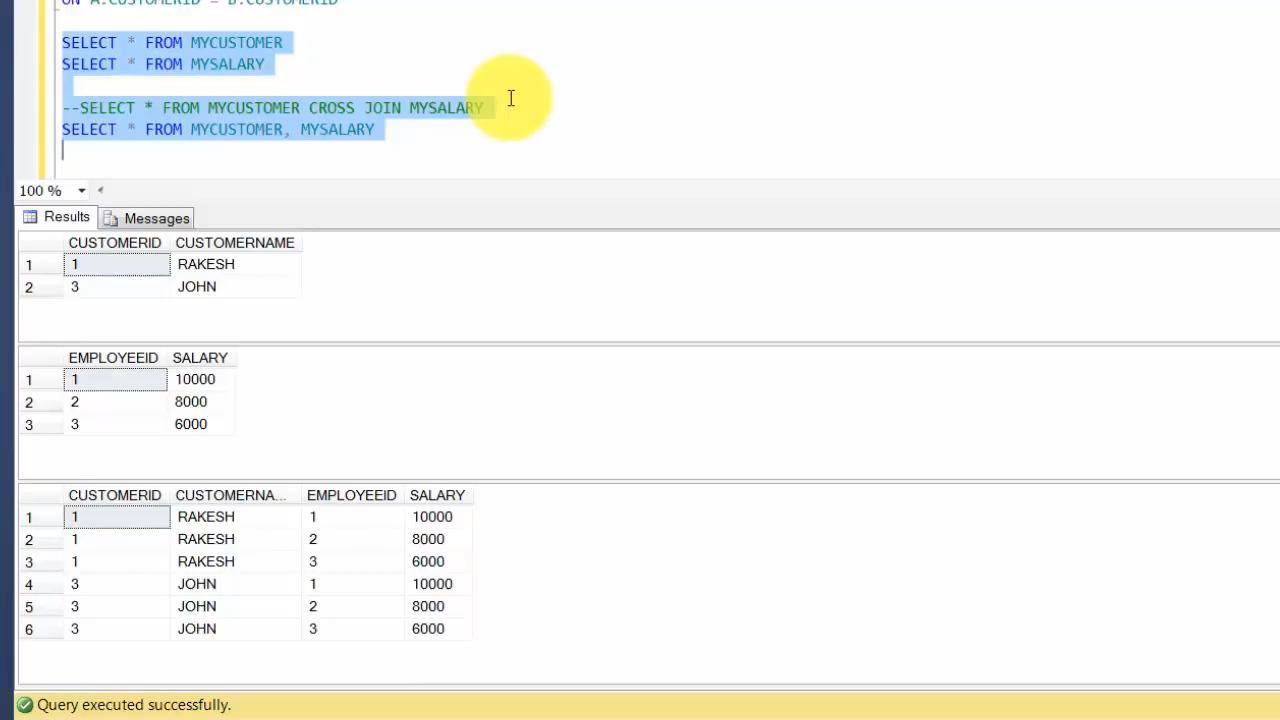 ON A.CUSTOMERID = B.CUSTOMERID
SELECT * FROM MYCUSTOMER
SELECT * FROM MYSALARY
--SELECT * FROM MYCUSTOMER CROSS JOIN MYSALARY
SELECT * FROM MYCUSTOMER, MYSALARY
100 %
Results Messages
CUSTOMERID CUSTOMERNAME
1 1 RAKESH
2 3 JOHN
EMPLOYEEID SALARY
1 1 10000
2 2 8000
3 3 6000
CUSTOMERID CUSTOMERNA... EMPLOYEEID SALARY
1 1 RAKESH 1 10000
2 1 RAKESH 2 8000
3 1 RAKESH 3 6000
4 3 JOHN 1 10000
5 3 JOHN 2 8000
6 3 JOHN 3 6000
Query executed successfully.